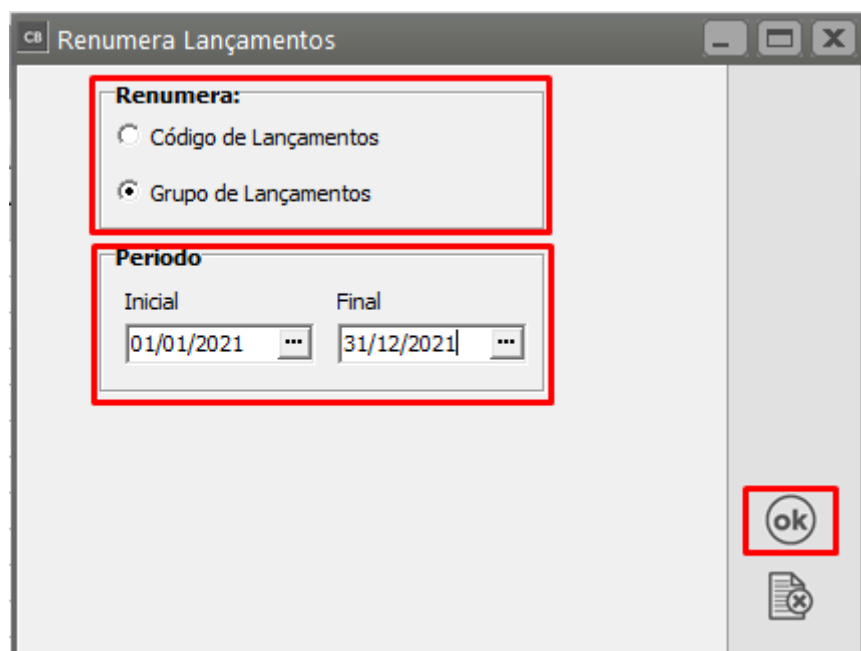 CB Renumera Lançamentos
Renumera:
Código de Lançamentos
Grupo de Lançamentos
Período
Inicial Final
01/01/2021 ... 31/12/2021 ...
ok